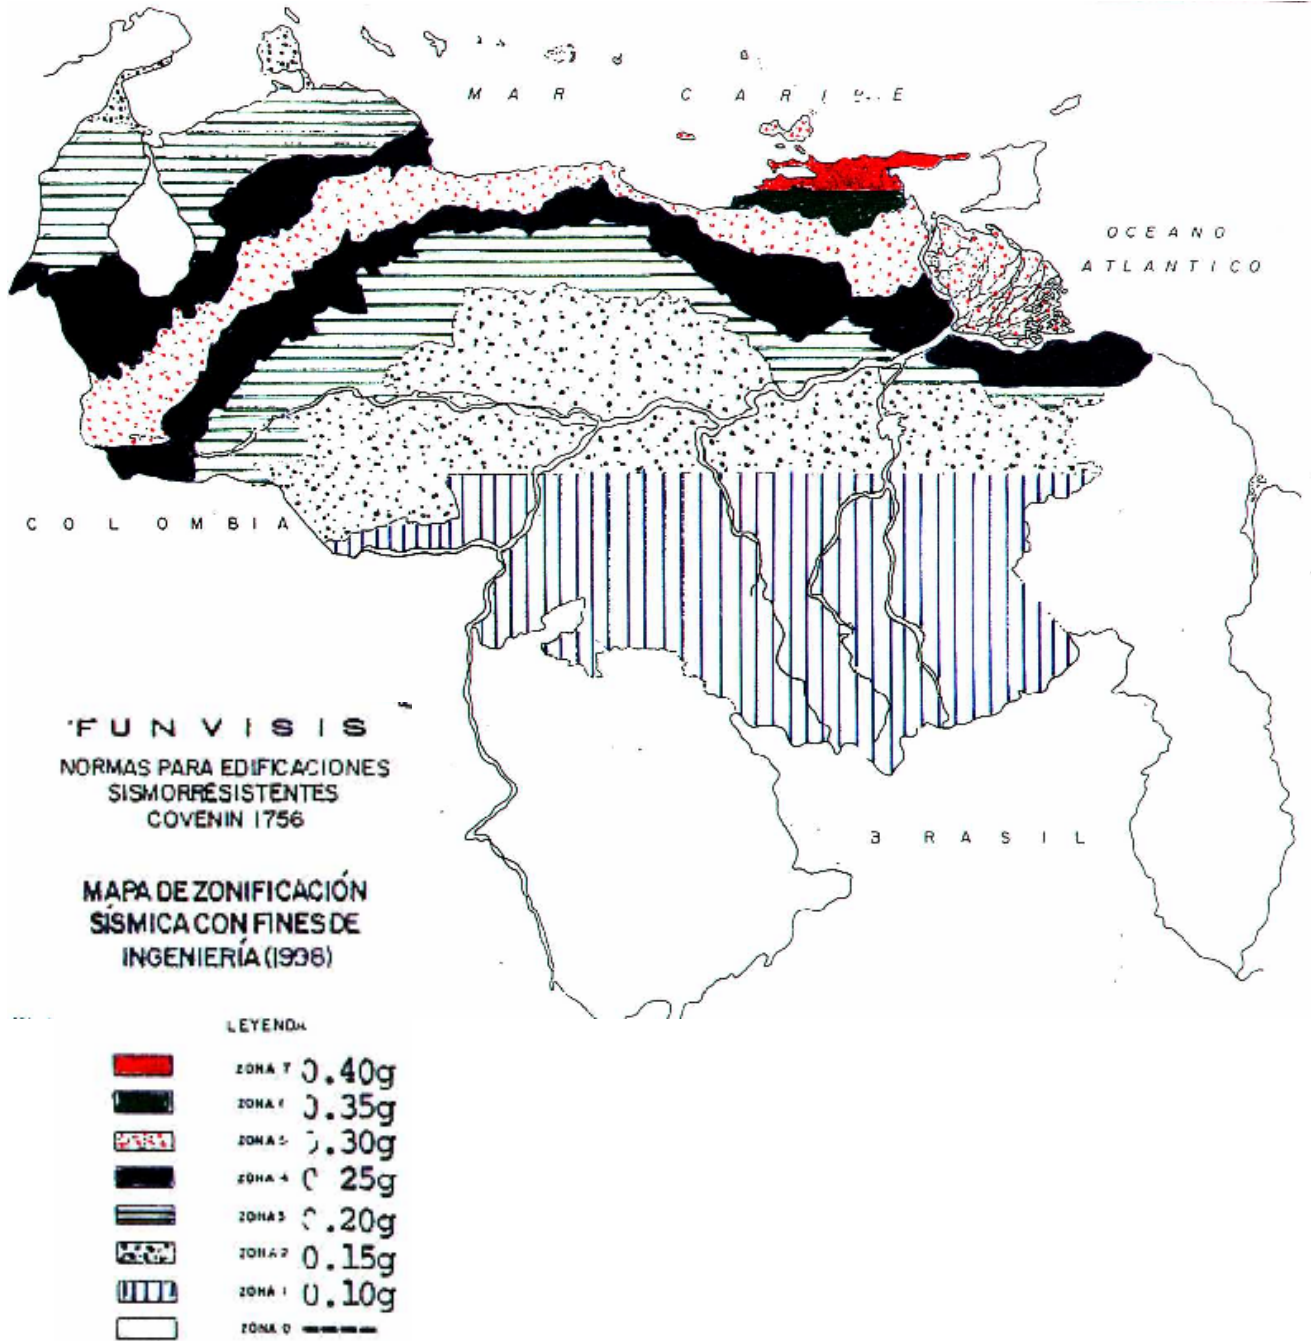 MAR CARIBE
OCEANO
ATLANTICO
COLOMBIA
FUNVISIS
NORMAS PARA EDIFICACIONES
SISMORRESISTENTES
COVENIN 1756
BRASIL
MAPA DE ZONIFICACIÓN
SÍSMICA CON FINES DE
INGENIERÍA (1998)
LEYENDA
ZONA 7 0.40g
ZONA 6 0.35g
ZONA 5 0.30g
ZONA 4 0.25g
ZONA 3 0.20g
ZONA 2 0.15g
ZONA 1 0.10g
ZONA 0